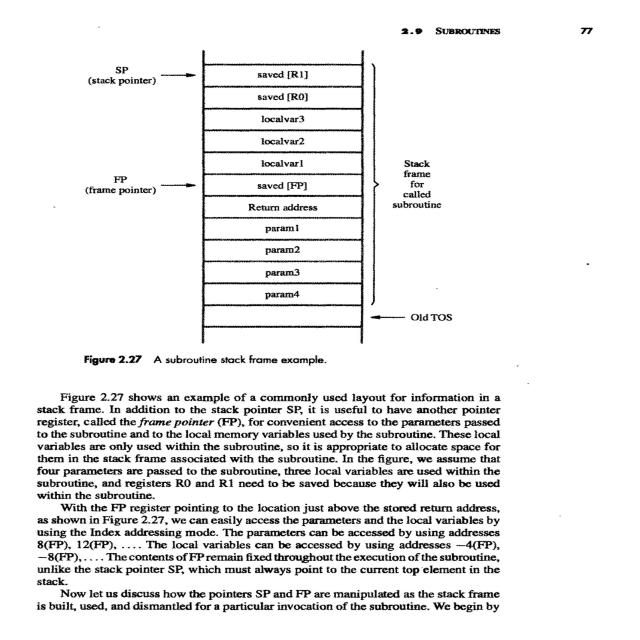 2.9 SUBROUTINES 77
SP
(stack pointer)
saved [R1]
saved [R0]
localvar3
localvar2
localvar1
FP
(frame pointer)
saved [FP]
Return address
param1
param2
param3
param4
Stack
frame
for
called
subroutine
Old TOS
Figure 2.27 A subroutine stack frame example.
Figure 2.27 shows an example of a commonly used layout for information in a
stack frame. In addition to the stack pointer SP, it is useful to have another pointer
register, called the frame pointer (FP), for convenient access to the parameters passed
to the subroutine and to the local memory variables used by the subroutine. These local
variables are only used within the subroutine, so it is appropriate to allocate space for
them in the stack frame associated with the subroutine. In the figure, we assume that
four parameters are passed to the subroutine, three local variables are used within the
subroutine, and registers R0 and R1 need to be saved because they will also be used
within the subroutine.
With the FP register pointing to the location just above the stored return address,
as shown in Figure 2.27, we can easily access the parameters and the local variables by
using the Index addressing mode. The parameters can be accessed by using addresses
8(FP), 12(FP), .... The local variables can be accessed by using addresses −4(FP),
−8(FP), .... The contents of FP remain fixed throughout the execution of the subroutine,
unlike the stack pointer SP, which must always point to the current top element in the
stack.
Now let us discuss how the pointers SP and FP are manipulated as the stack frame
is built, used, and dismantled for a particular invocation of the subroutine. We begin by